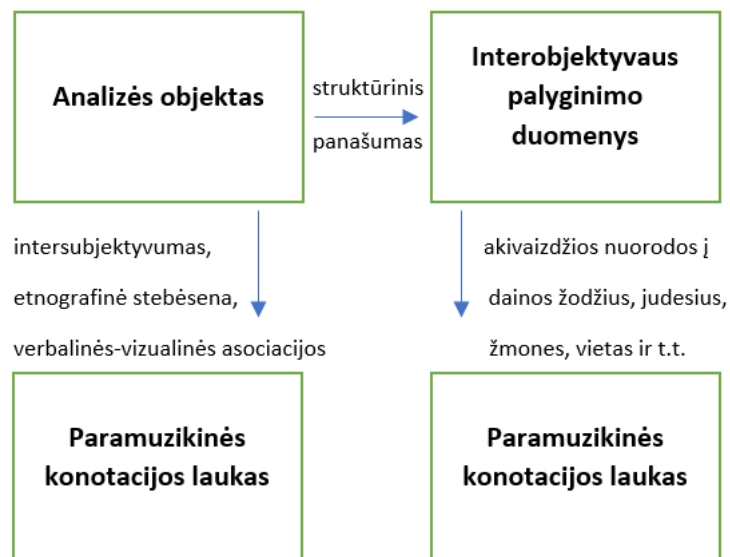 Analizės objektas
struktūrinis
panašumas
Interobjektyvaus
palyginimo
duomenys
intersubjektyvumas,
etnografinė stebėsena,
verbalinės-vizualinės asociacijos
akivaizdžios nuorodos į
dainos žodžius, judesius,
žmones, vietas ir t.t.
Paramuzikinės
konotacijos laukas
Paramuzikinės
konotacijos laukas